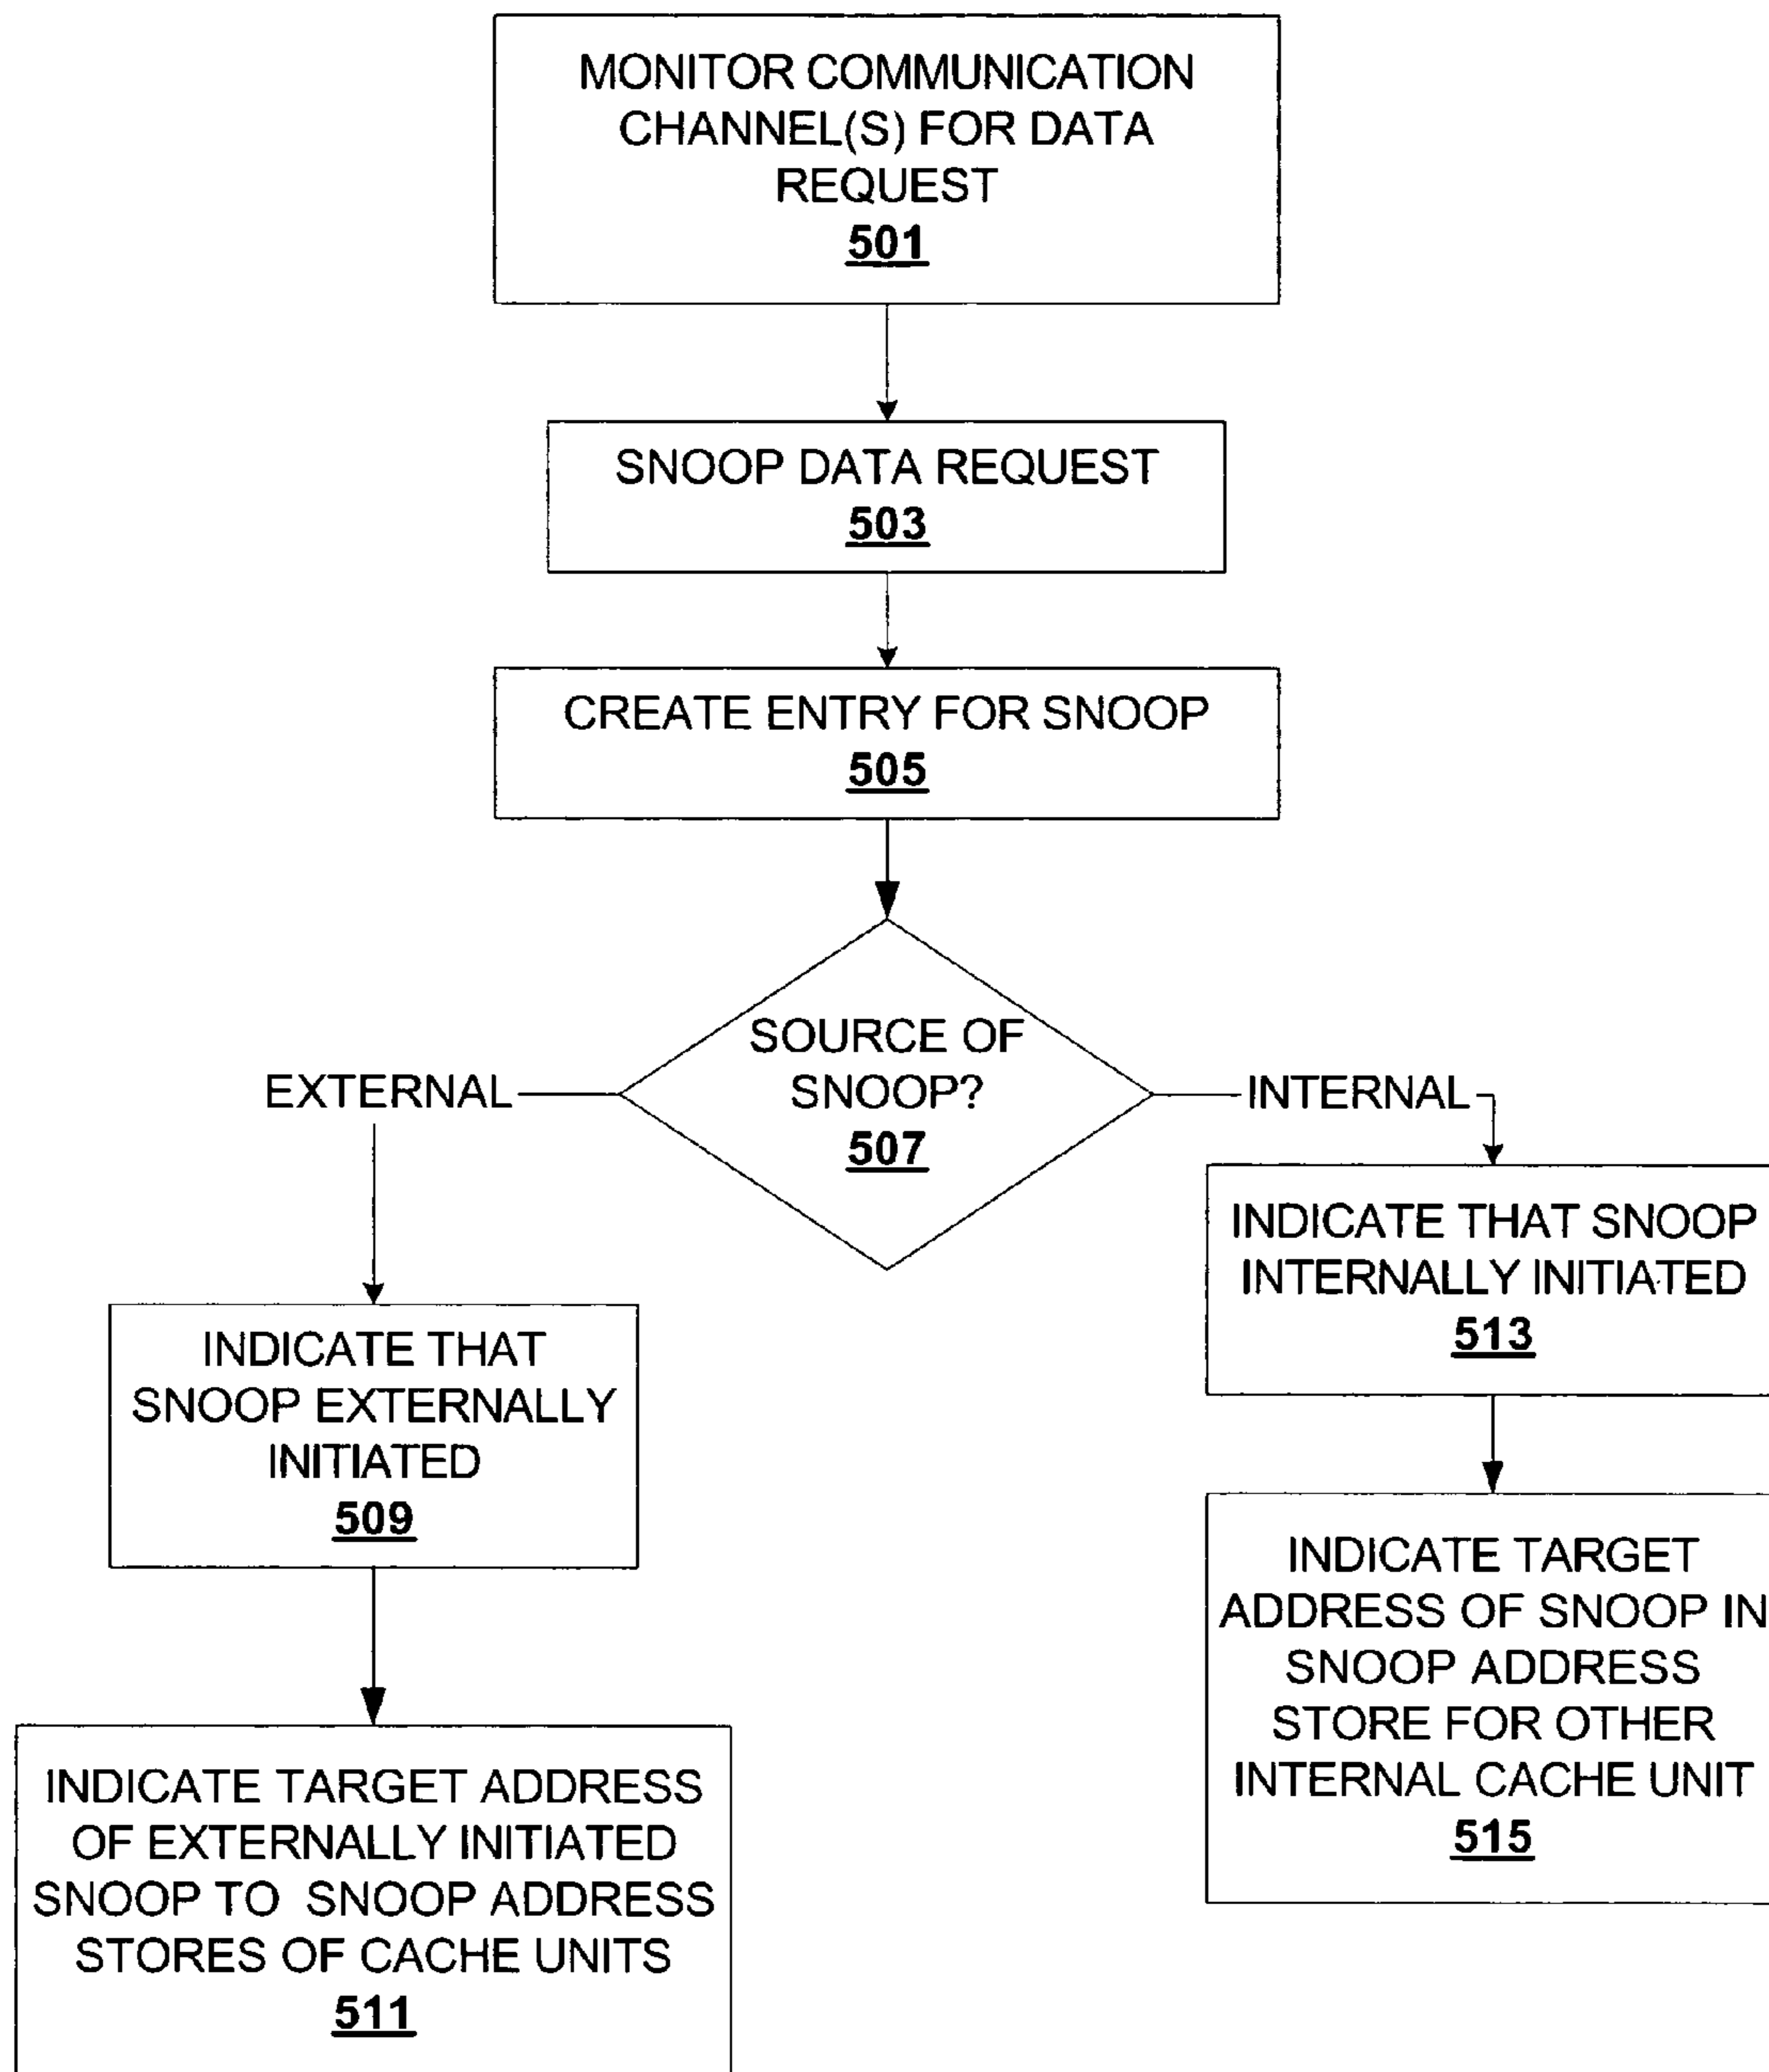 MONITOR COMMUNICATION
CHANNEL(S) FOR DATA
REQUEST
501
SNOOP DATA REQUEST
503
CREATE ENTRY FOR SNOOP
505
SOURCE OF
SNOOP?
507
EXTERNAL
INTERNAL
INDICATE THAT
SNOOP EXTERNALLY
INITIATED
509
INDICATE TARGET ADDRESS
OF EXTERNALLY INITIATED
SNOOP TO SNOOP ADDRESS
STORES OF CACHE UNITS
511
INDICATE THAT SNOOP
INTERNALLY INITIATED
513
INDICATE TARGET
ADDRESS OF SNOOP IN
SNOOP ADDRESS
STORE FOR OTHER
INTERNAL CACHE UNIT
515